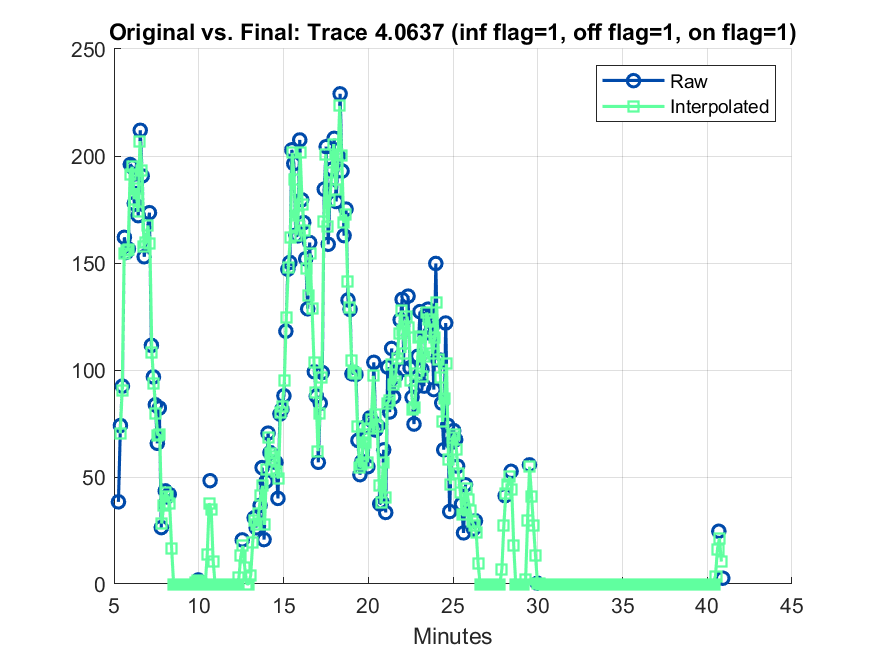 Original vs. Final: Trace 4.0637 (inf flag=1, off flag=1, on flag=1)
250
200
150
100
50
0
Raw
Interpolated
5 10 15 20 25 30 35 40 45
Minutes